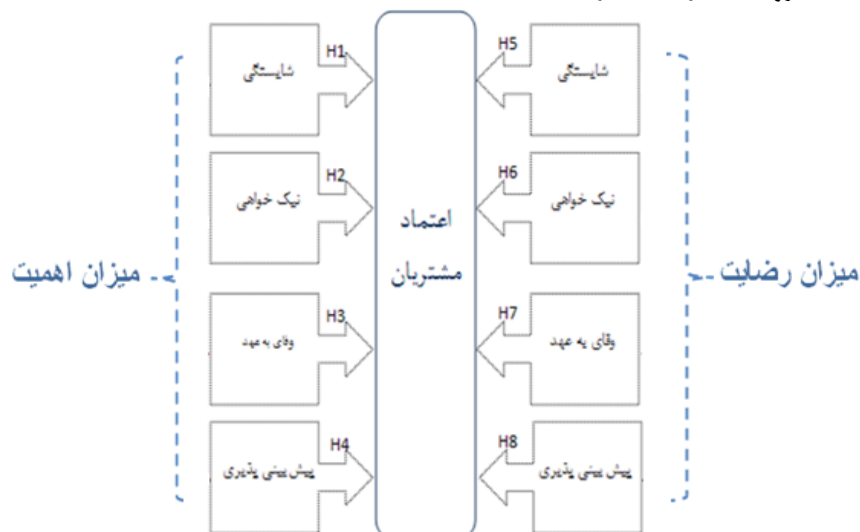 H1
شایستگی
H5
شایستگی
H2
نیک خواهی
H6
نیک خواهی
اعتماد
مشتریان
میزان اهمیت
میزان رضایت
H3
وفای به عهد
H7
وفای به عهد
H4
پیش بینی پذیری
H8
پیش بینی پذیری